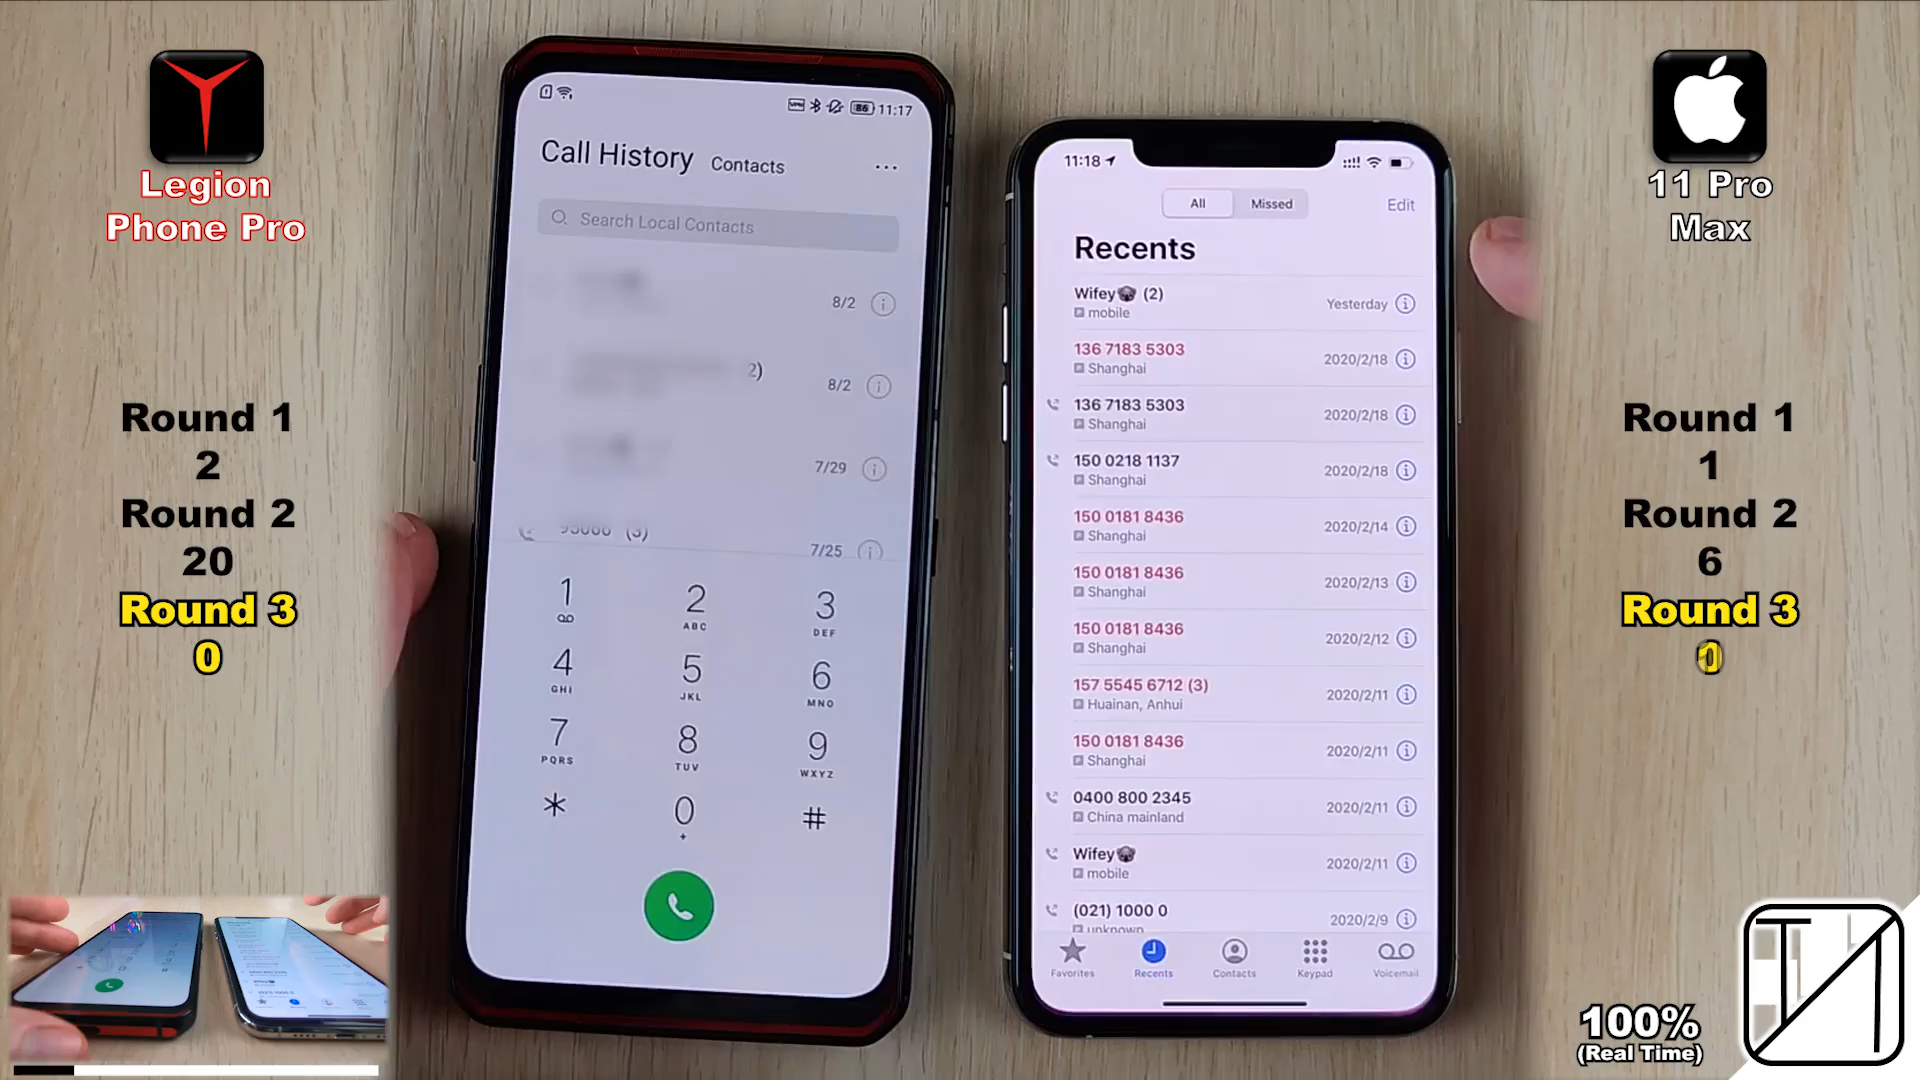 Legion
Phone Pro
Round 1
2
Round 2
20
Round 3
0
11:17
Call History
Contacts
Search Local Contacts
8/2
2)
8/2
7/29
(3)
7/25
1
2
ABC
3
DEF
4
GHI
5
JKL
6
MNO
7
PQRS
8
TUV
9
WXYZ
*
0
+
#
11:18
All
Missed
Edit
Recents
Wifey (2)
Yesterday
mobile
136 7183 5303
2020/2/18
Shanghai
136 7183 5303
2020/2/18
Shanghai
150 0218 1137
2020/2/18
Shanghai
150 0181 8436
2020/2/14
Shanghai
150 0181 8436
2020/2/13
Shanghai
150 0181 8436
2020/2/12
Shanghai
157 5545 6712 (3)
2020/2/11
Huainan, Anhui
150 0181 8436
2020/2/11
Shanghai
0400 800 2345
2020/2/11
China mainland
Wifey
2020/2/11
mobile
(021) 1000 0
2020/2/9
unknown
Favorites
Recents
Contacts
Keypad
Voicemail
11 Pro
Max
Round 1
1
Round 2
6
Round 3
100%
(Real Time)